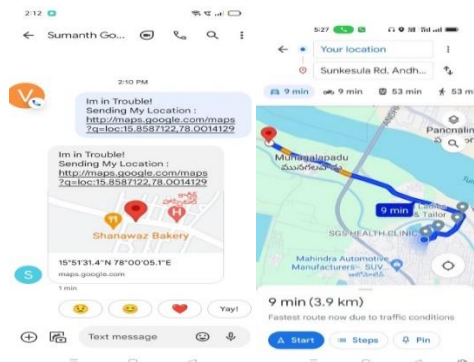 2:12
Sumanth Go...
2:10 PM
Im in Trouble!
Sending My Location :
http://maps.google.com/maps
?q=loc:15.8587122,78.0014129
Im in Trouble!
Sending My Location :
http://maps.google.com/maps
?q=loc:15.8587122,78.0014129
Shanawaz Bakery
15°51'31.4"N 78°00'05.1"E
maps.google.com
1 min
Yay!
Text message
5:27
Your location
Sunkesula Rd, Andh...
9 min
9 min
53 min
53 m
Munagalapadu
మునగలపాడు
9 min
& Tailor
SGS HEALTH CLINIC
Mahindra Automotive
Manufacturers- SUV...
9 min (3.9 km)
Fastest route now due to traffic conditions
Start
Steps
Pin